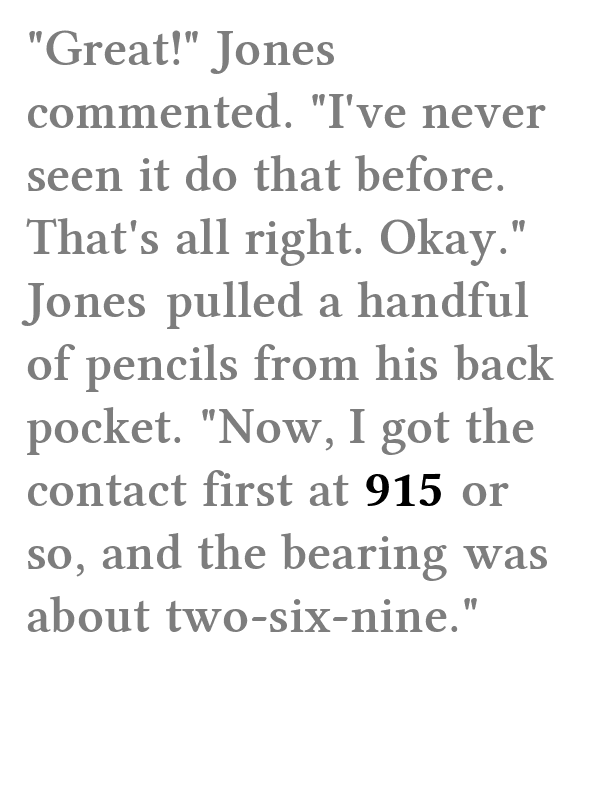 "Great!" Jones
commented. "I've never
seen it do that before.
That's all right. Okay."
Jones pulled a handful
of pencils from his back
pocket. "Now, I got the
contact first at 915 or
so, and the bearing was
about two-six-nine."